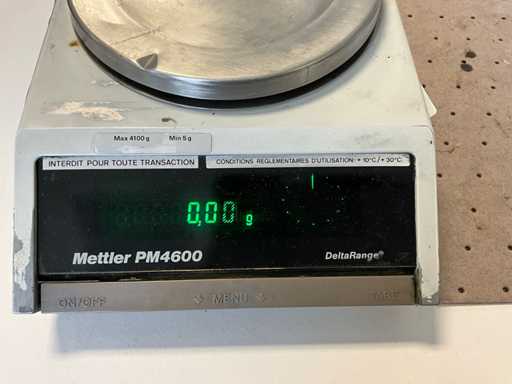 Max 4100 g Min 5 g
INTERDIT POUR TOUTE TRANSACTION
CONDITIONS RÉGLEMENTAIRES D'UTILISATION: + 10°C / + 30°C
0,00 g
Mettler PM4600
DeltaRange®
ON/OFF MENU